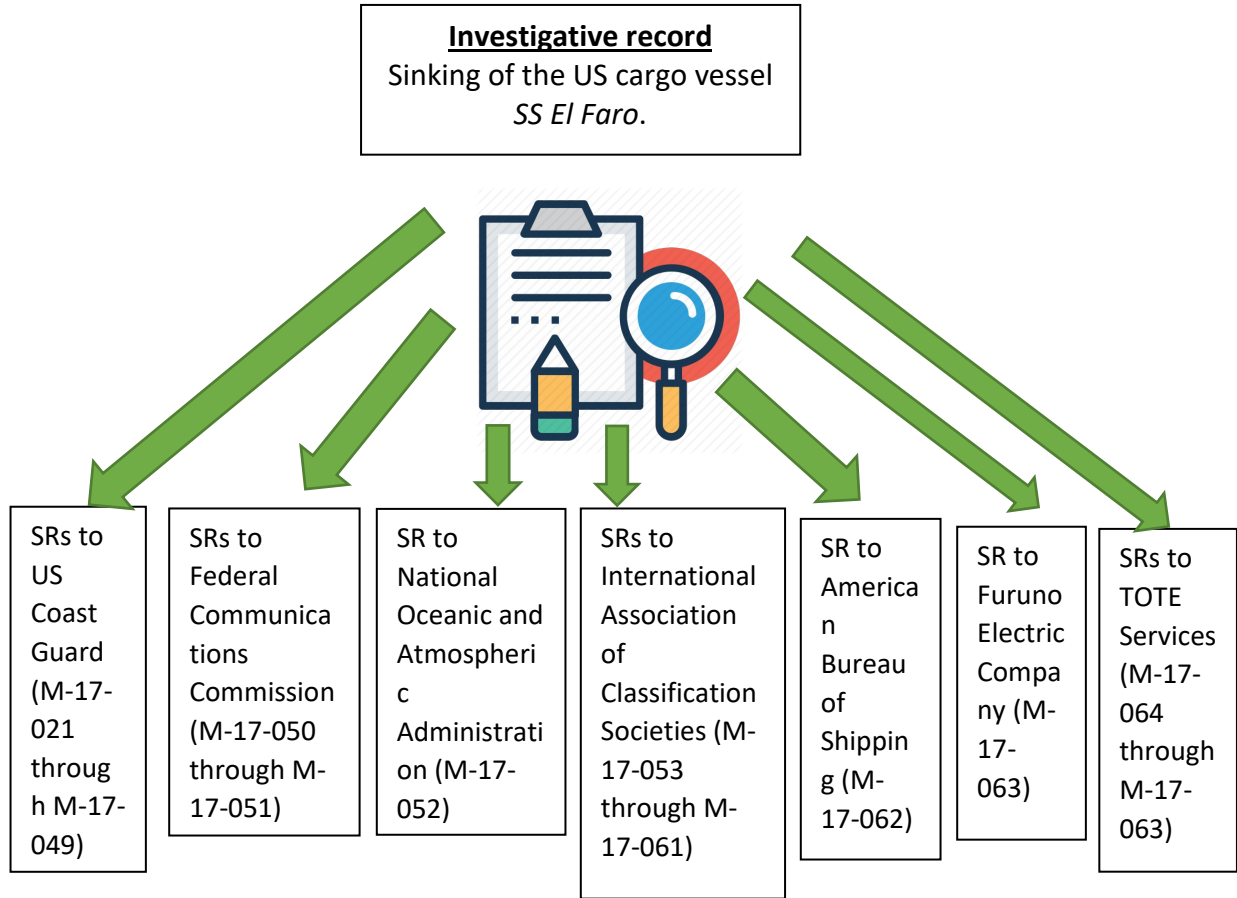 Investigative record
Sinking of the US cargo vessel
SS El Faro.
SRs to
US
Coast
Guard
(M-17-
021
throug
h M-17-
049)
SRs to
Federal
Communica
tions
Commission
(M-17-050
through M-
17-051)
SR to
National
Oceanic and
Atmospheri
c
Administrati
on (M-17-
052)
SRs to
International
Association
of
Classification
Societies (M-
17-053
through M-
17-061)
SR to
America
n
Bureau
of
Shippin
g (M-
17-062)
SR to
Furuno
Electric
Compa
ny (M-
17-
063)
SRs to
TOTE
Services
(M-17-
064
through
M-17-
063)